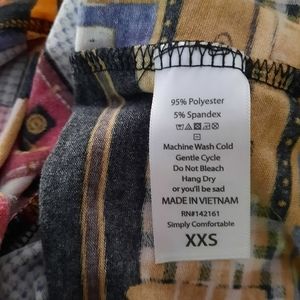 95% Polyester
5% Spandex
Machine Wash Cold
Gentle Cycle
Do Not Bleach
Hang Dry
or you'll be sad
MADE IN VIETNAM
RN#142161
Simply Comfortable
XXS